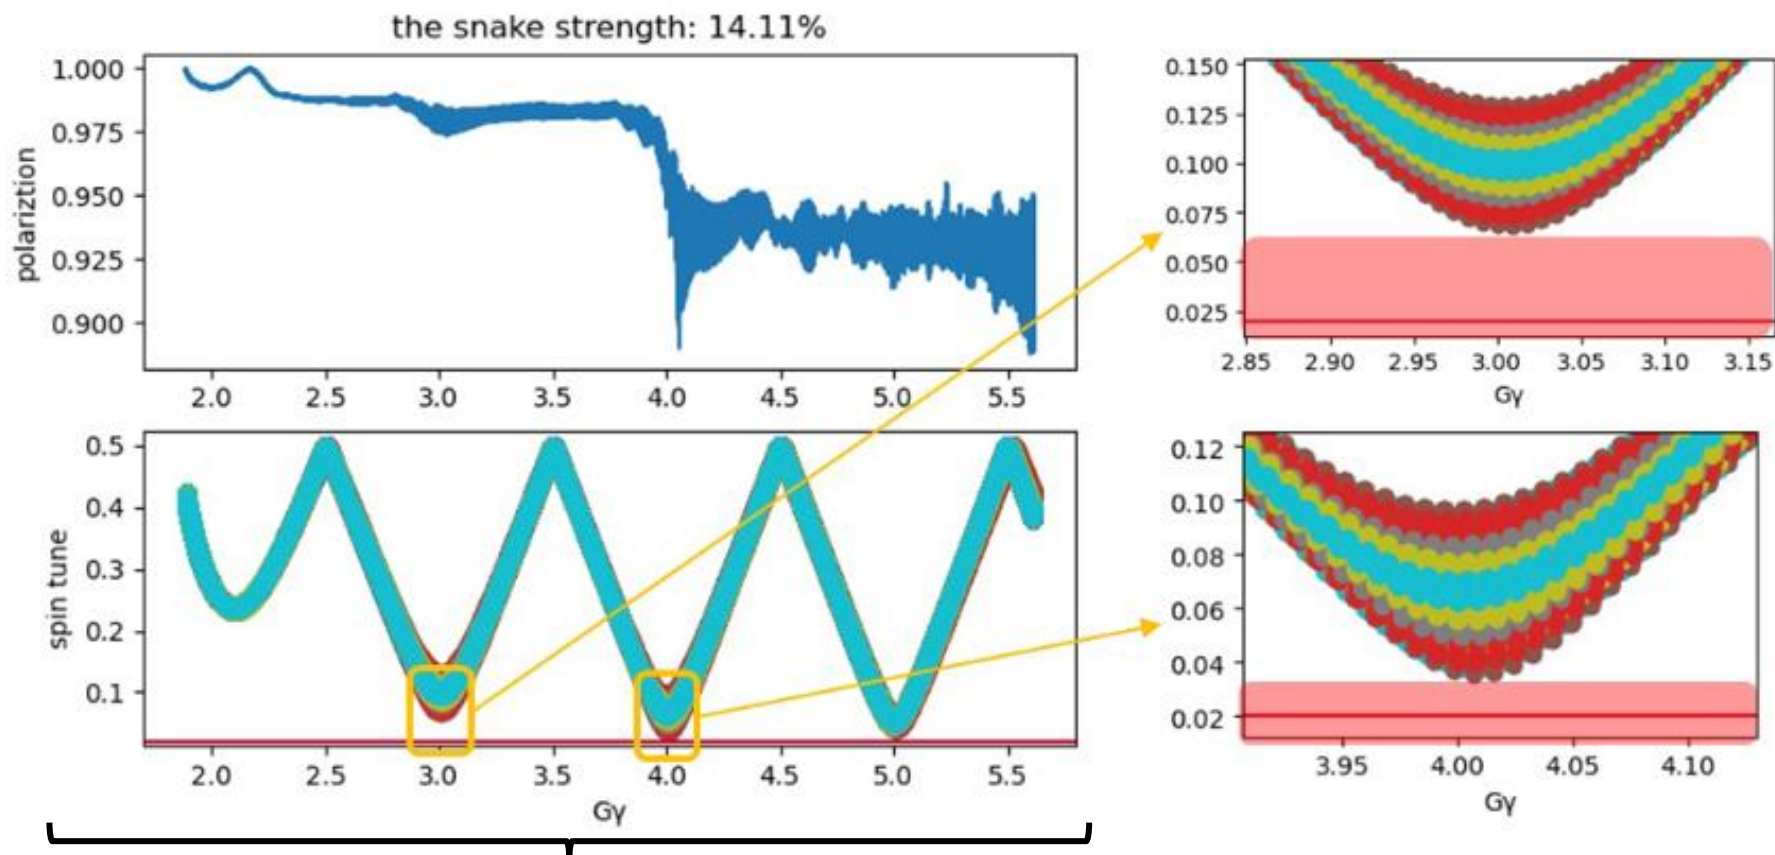 the snake strength: 14.11%
polariztion
1.000
0.975
0.950
0.925
0.900
2.0 2.5 3.0 3.5 4.0 4.5 5.0 5.5
spin tune
0.5
0.4
0.3
0.2
0.1
2.0 2.5 3.0 3.5 4.0 4.5 5.0 5.5
Gγ
0.150
0.125
0.100
0.075
0.050
0.025
2.85 2.90 2.95 3.00 3.05 3.10 3.15
Gγ
0.12
0.10
0.08
0.06
0.04
0.02
3.95 4.00 4.05 4.10
Gγ